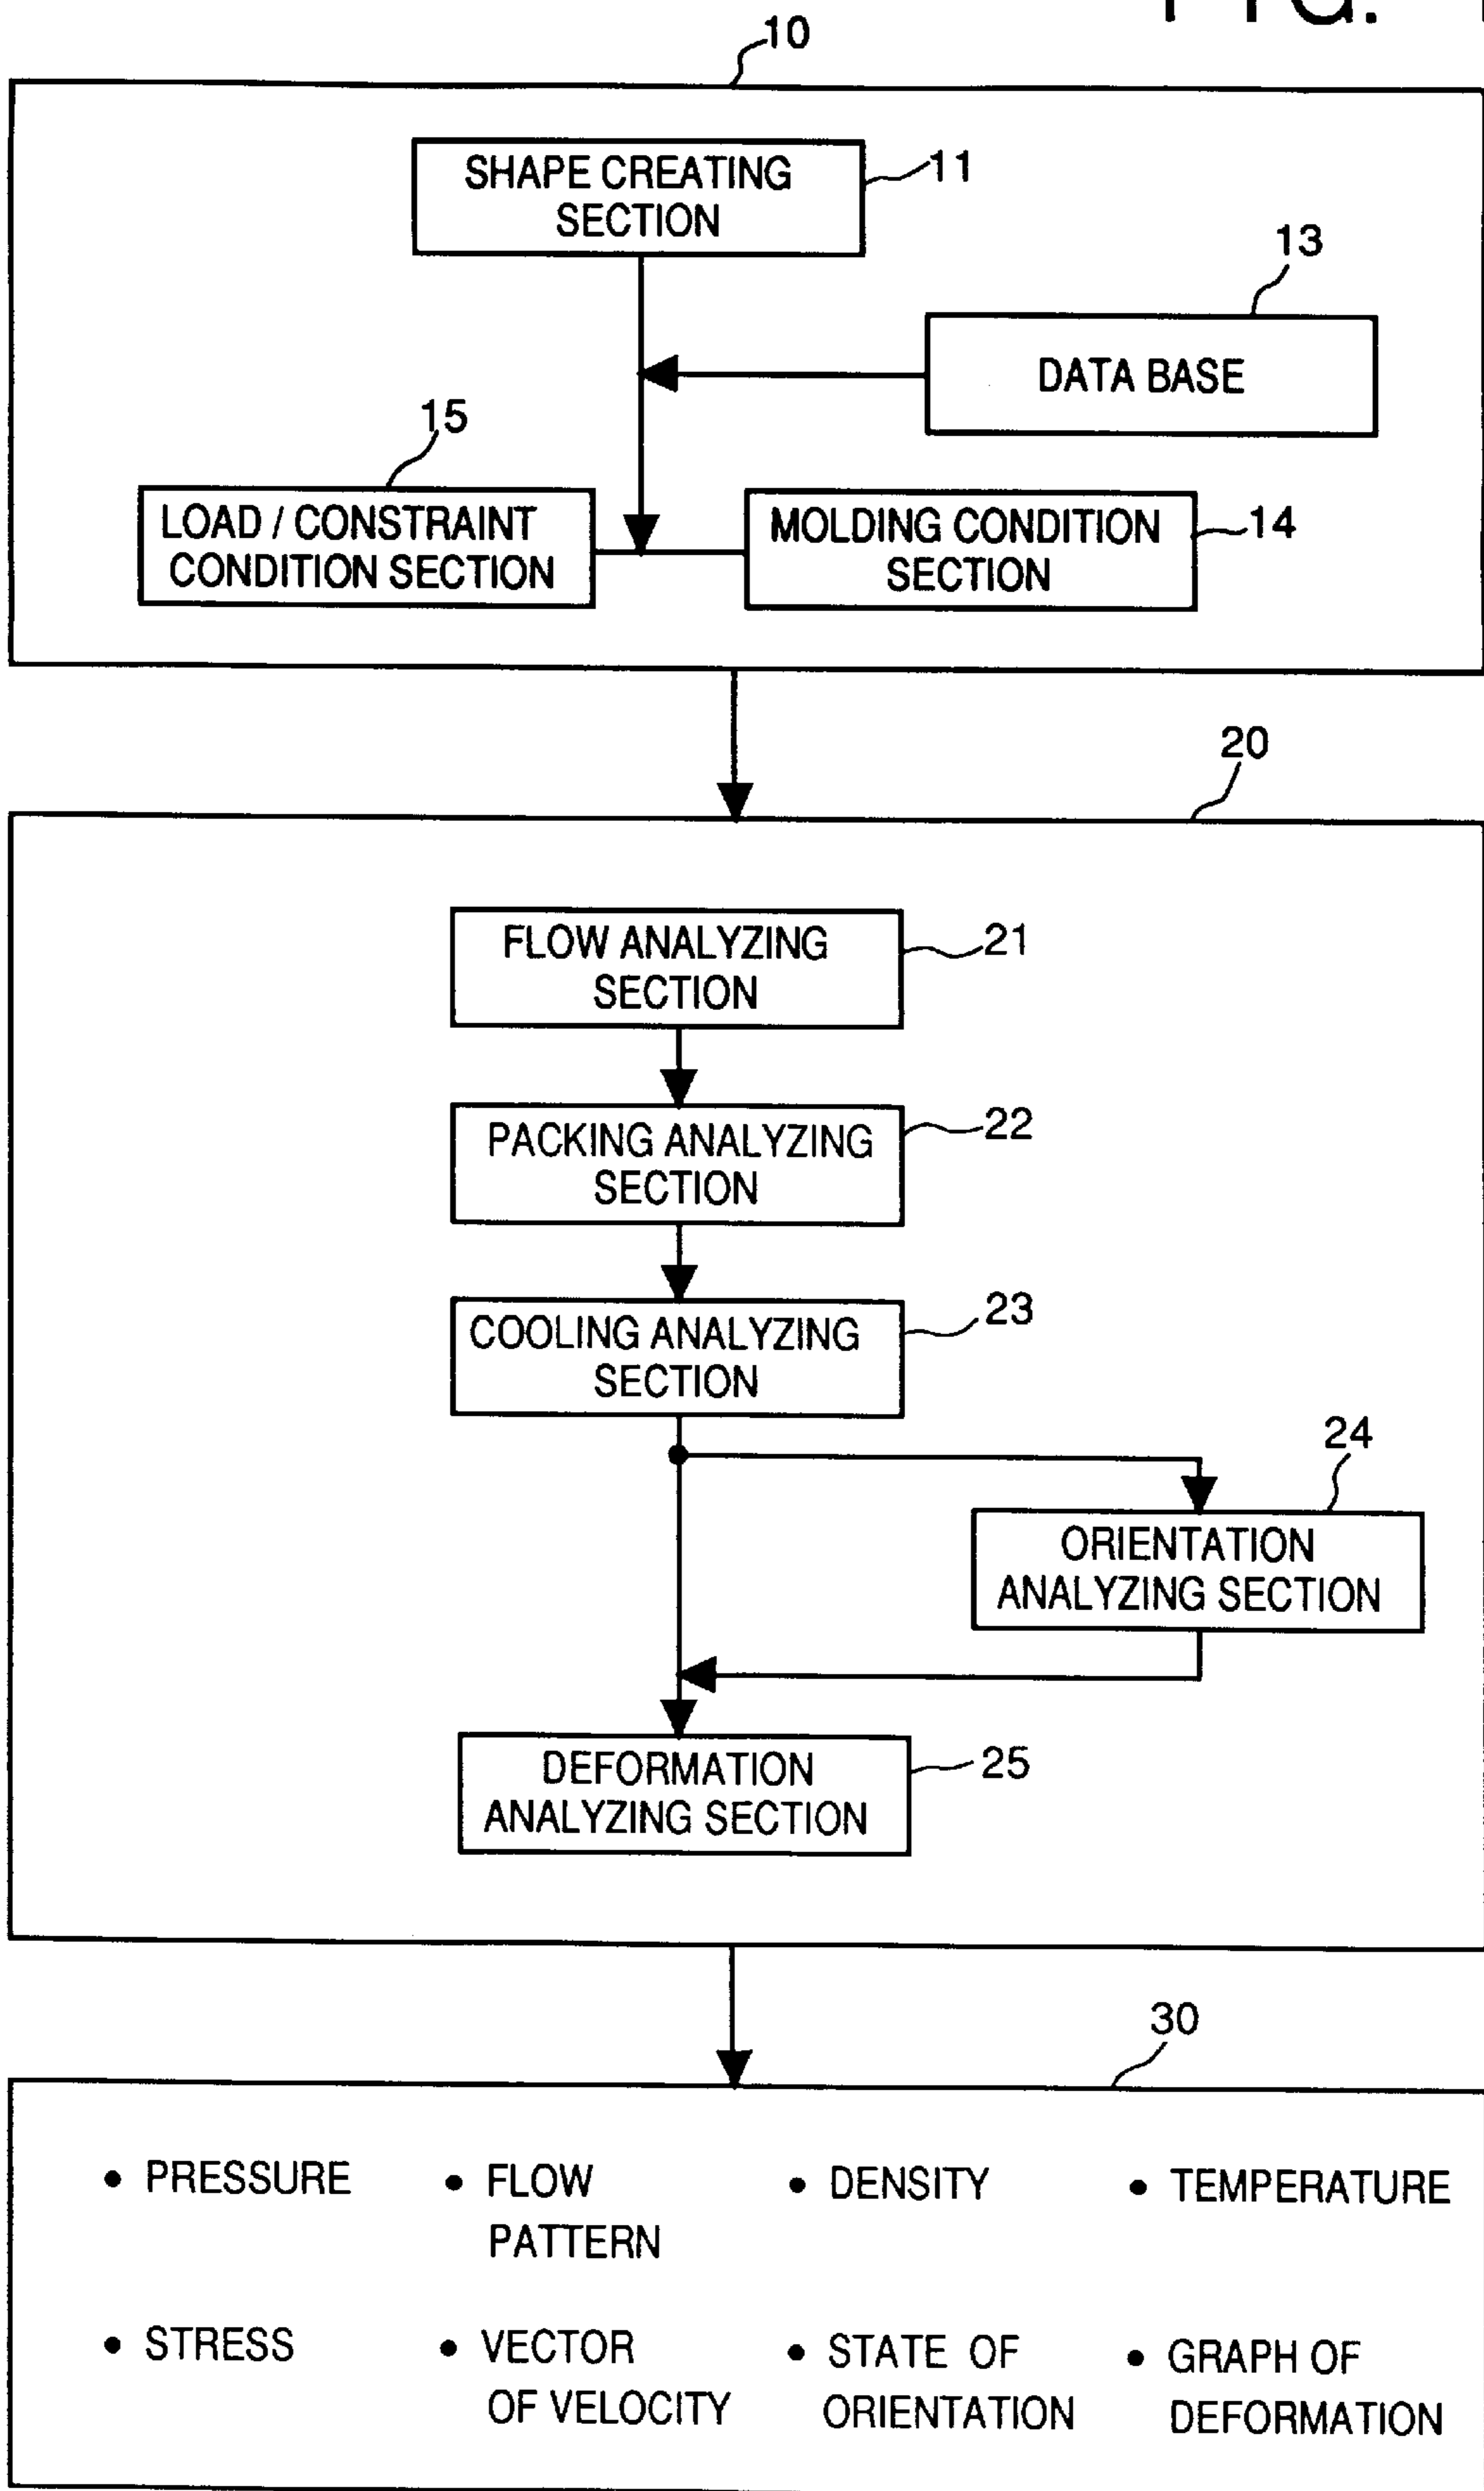 FIG.
10
SHAPE CREATING
SECTION
11
13
DATA BASE
15
LOAD / CONSTRAINT
CONDITION SECTION
MOLDING CONDITION
SECTION
14
20
FLOW ANALYZING
SECTION
21
PACKING ANALYZING
SECTION
22
COOLING ANALYZING
SECTION
23
24
ORIENTATION
ANALYZING SECTION
DEFORMATION
ANALYZING SECTION
25
30
• PRESSURE
• FLOW
PATTERN
• DENSITY
• TEMPERATURE
• STRESS
• VECTOR
OF VELOCITY
• STATE OF
ORIENTATION
• GRAPH OF
DEFORMATION